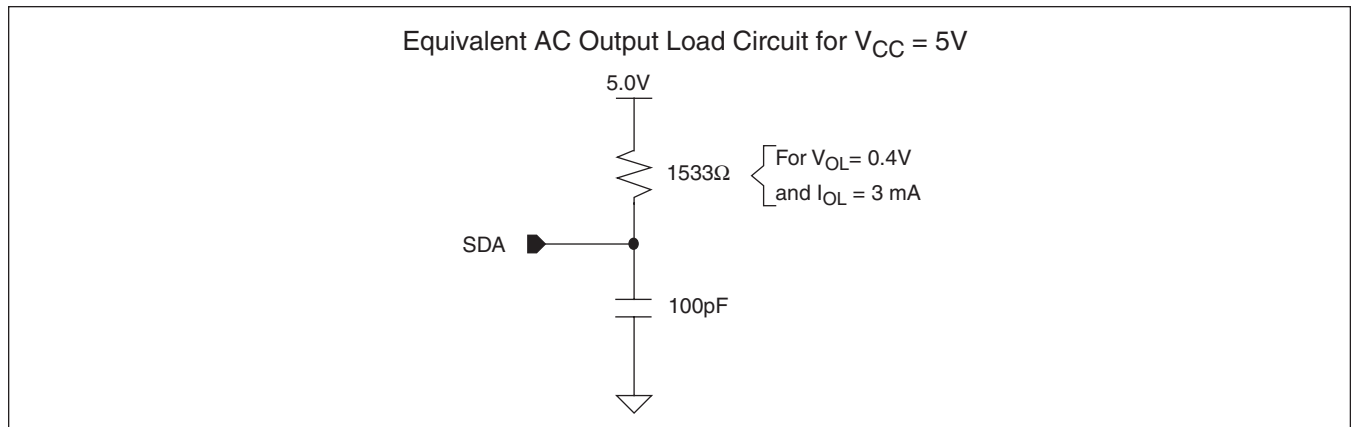 Equivalent AC Output Load Circuit for VCC = 5V
5.0V
1533Ω
For VOL= 0.4V
and IOL = 3 mA
SDA
100pF